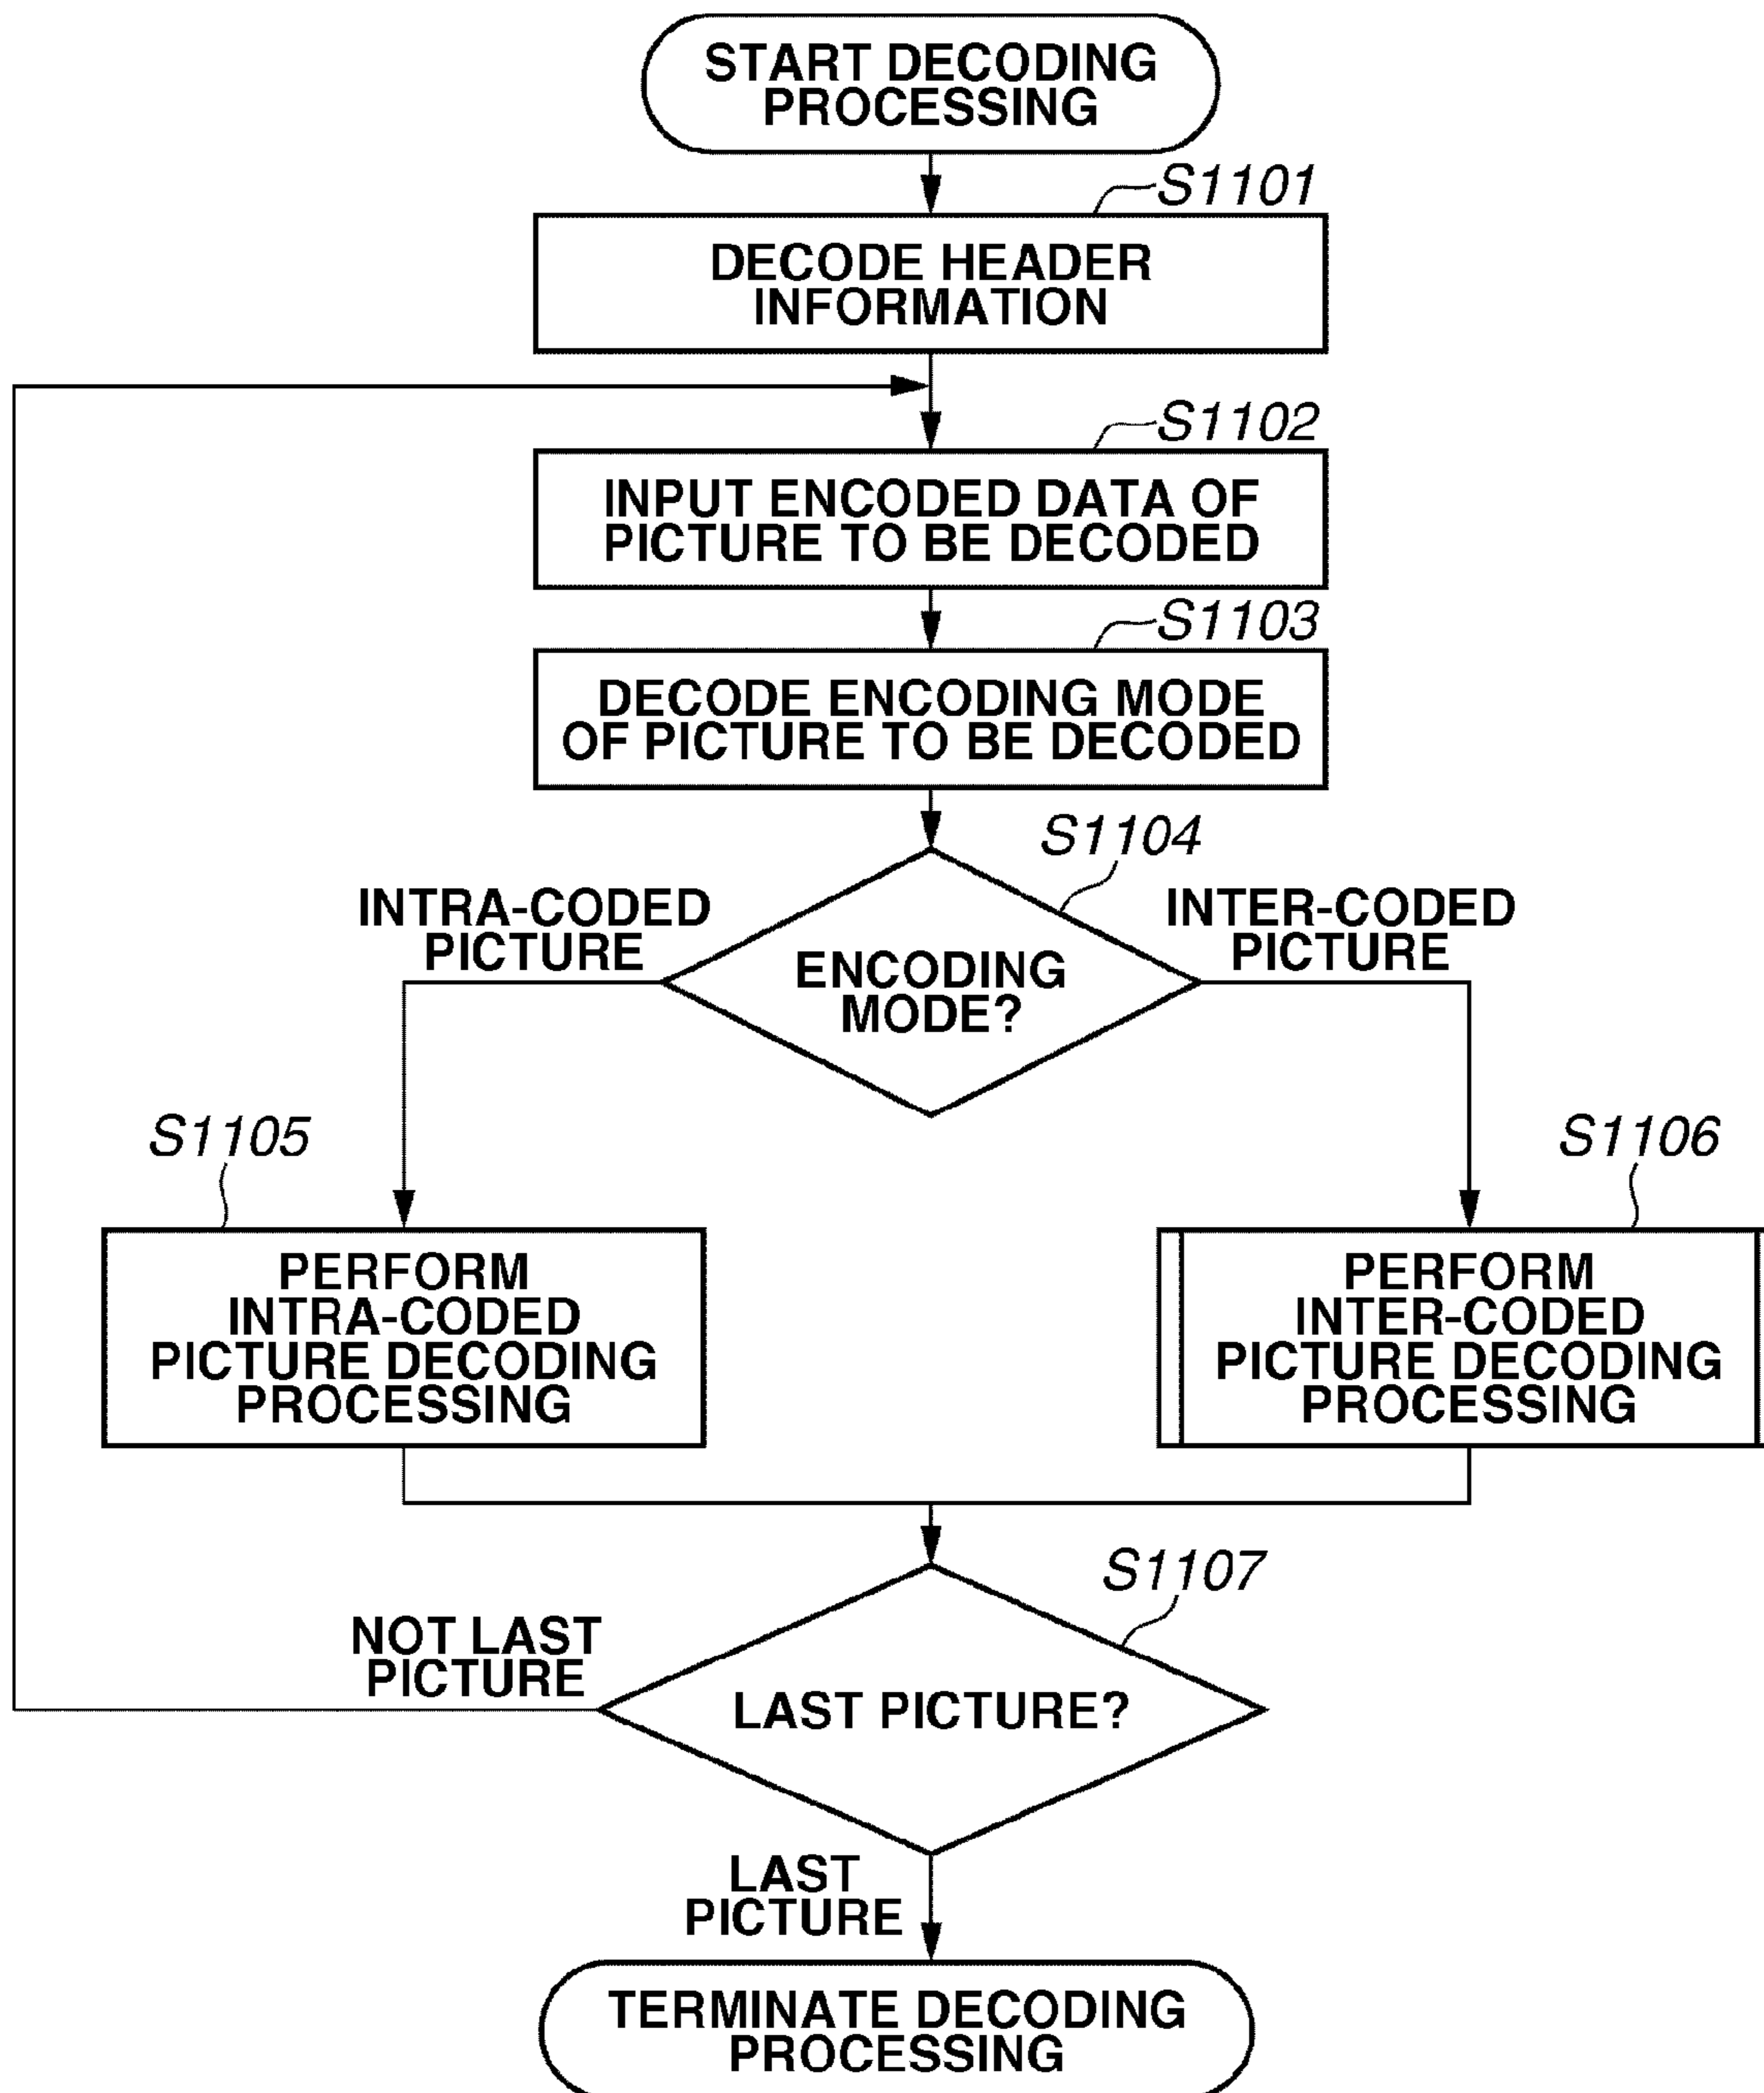 START DECODING
PROCESSING
S1101
DECODE HEADER
INFORMATION
S1102
INPUT ENCODED DATA OF
PICTURE TO BE DECODED
S1103
DECODE ENCODING MODE
OF PICTURE TO BE DECODED
S1104
INTRA-CODED
PICTURE
INTER-CODED
PICTURE
ENCODING
MODE?
S1105
S1106
PERFORM
INTRA-CODED
PICTURE DECODING
PROCESSING
PERFORM
INTER-CODED
PICTURE DECODING
PROCESSING
S1107
NOT LAST
PICTURE
LAST PICTURE?
LAST
PICTURE
TERMINATE DECODING
PROCESSING